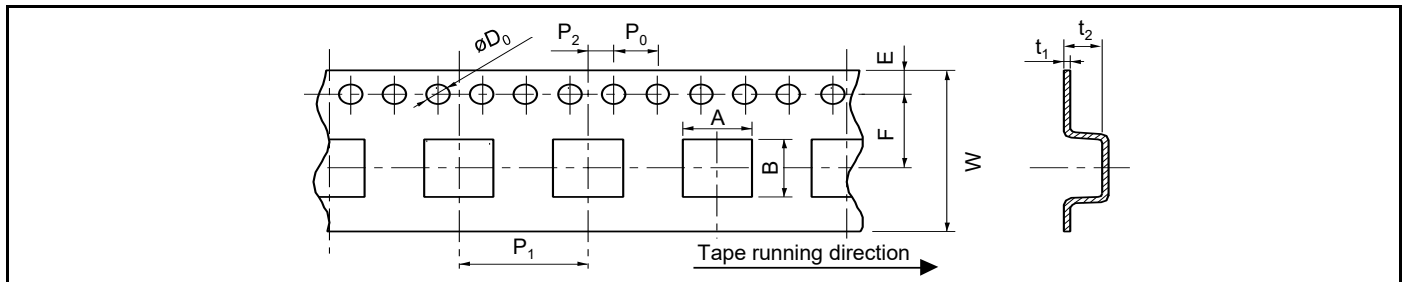 øD₀
P₂
P₀
E
t₁
t₂
A
F
B
W
P₁
Tape running direction